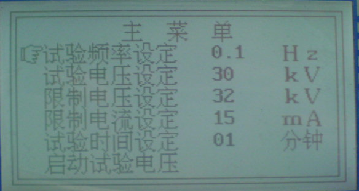 主菜单
☞试验频率设定 0.1 Hz
试验电压设定 30 kV
限制电压设定 32 kV
限制电流设定 15 mA
试验时间设定 01 分钟
启动试验电压